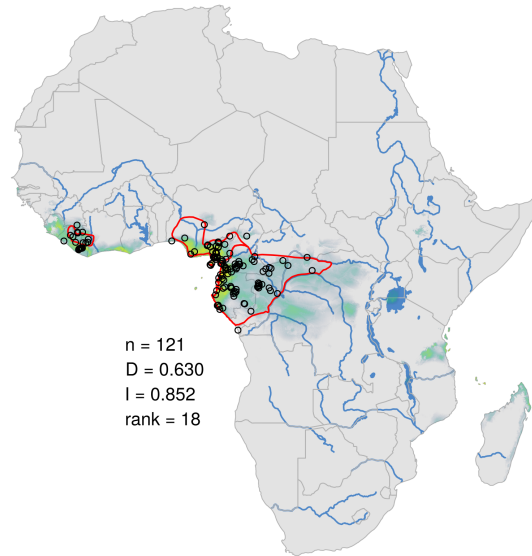 n = 121
D = 0.630
I = 0.852
rank = 18